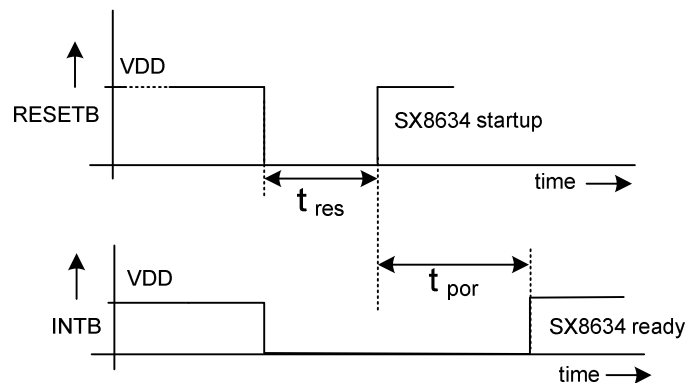 VDD
RESETB
SX8634 startup
time
t res
VDD
t por
INTB
SX8634 ready
time